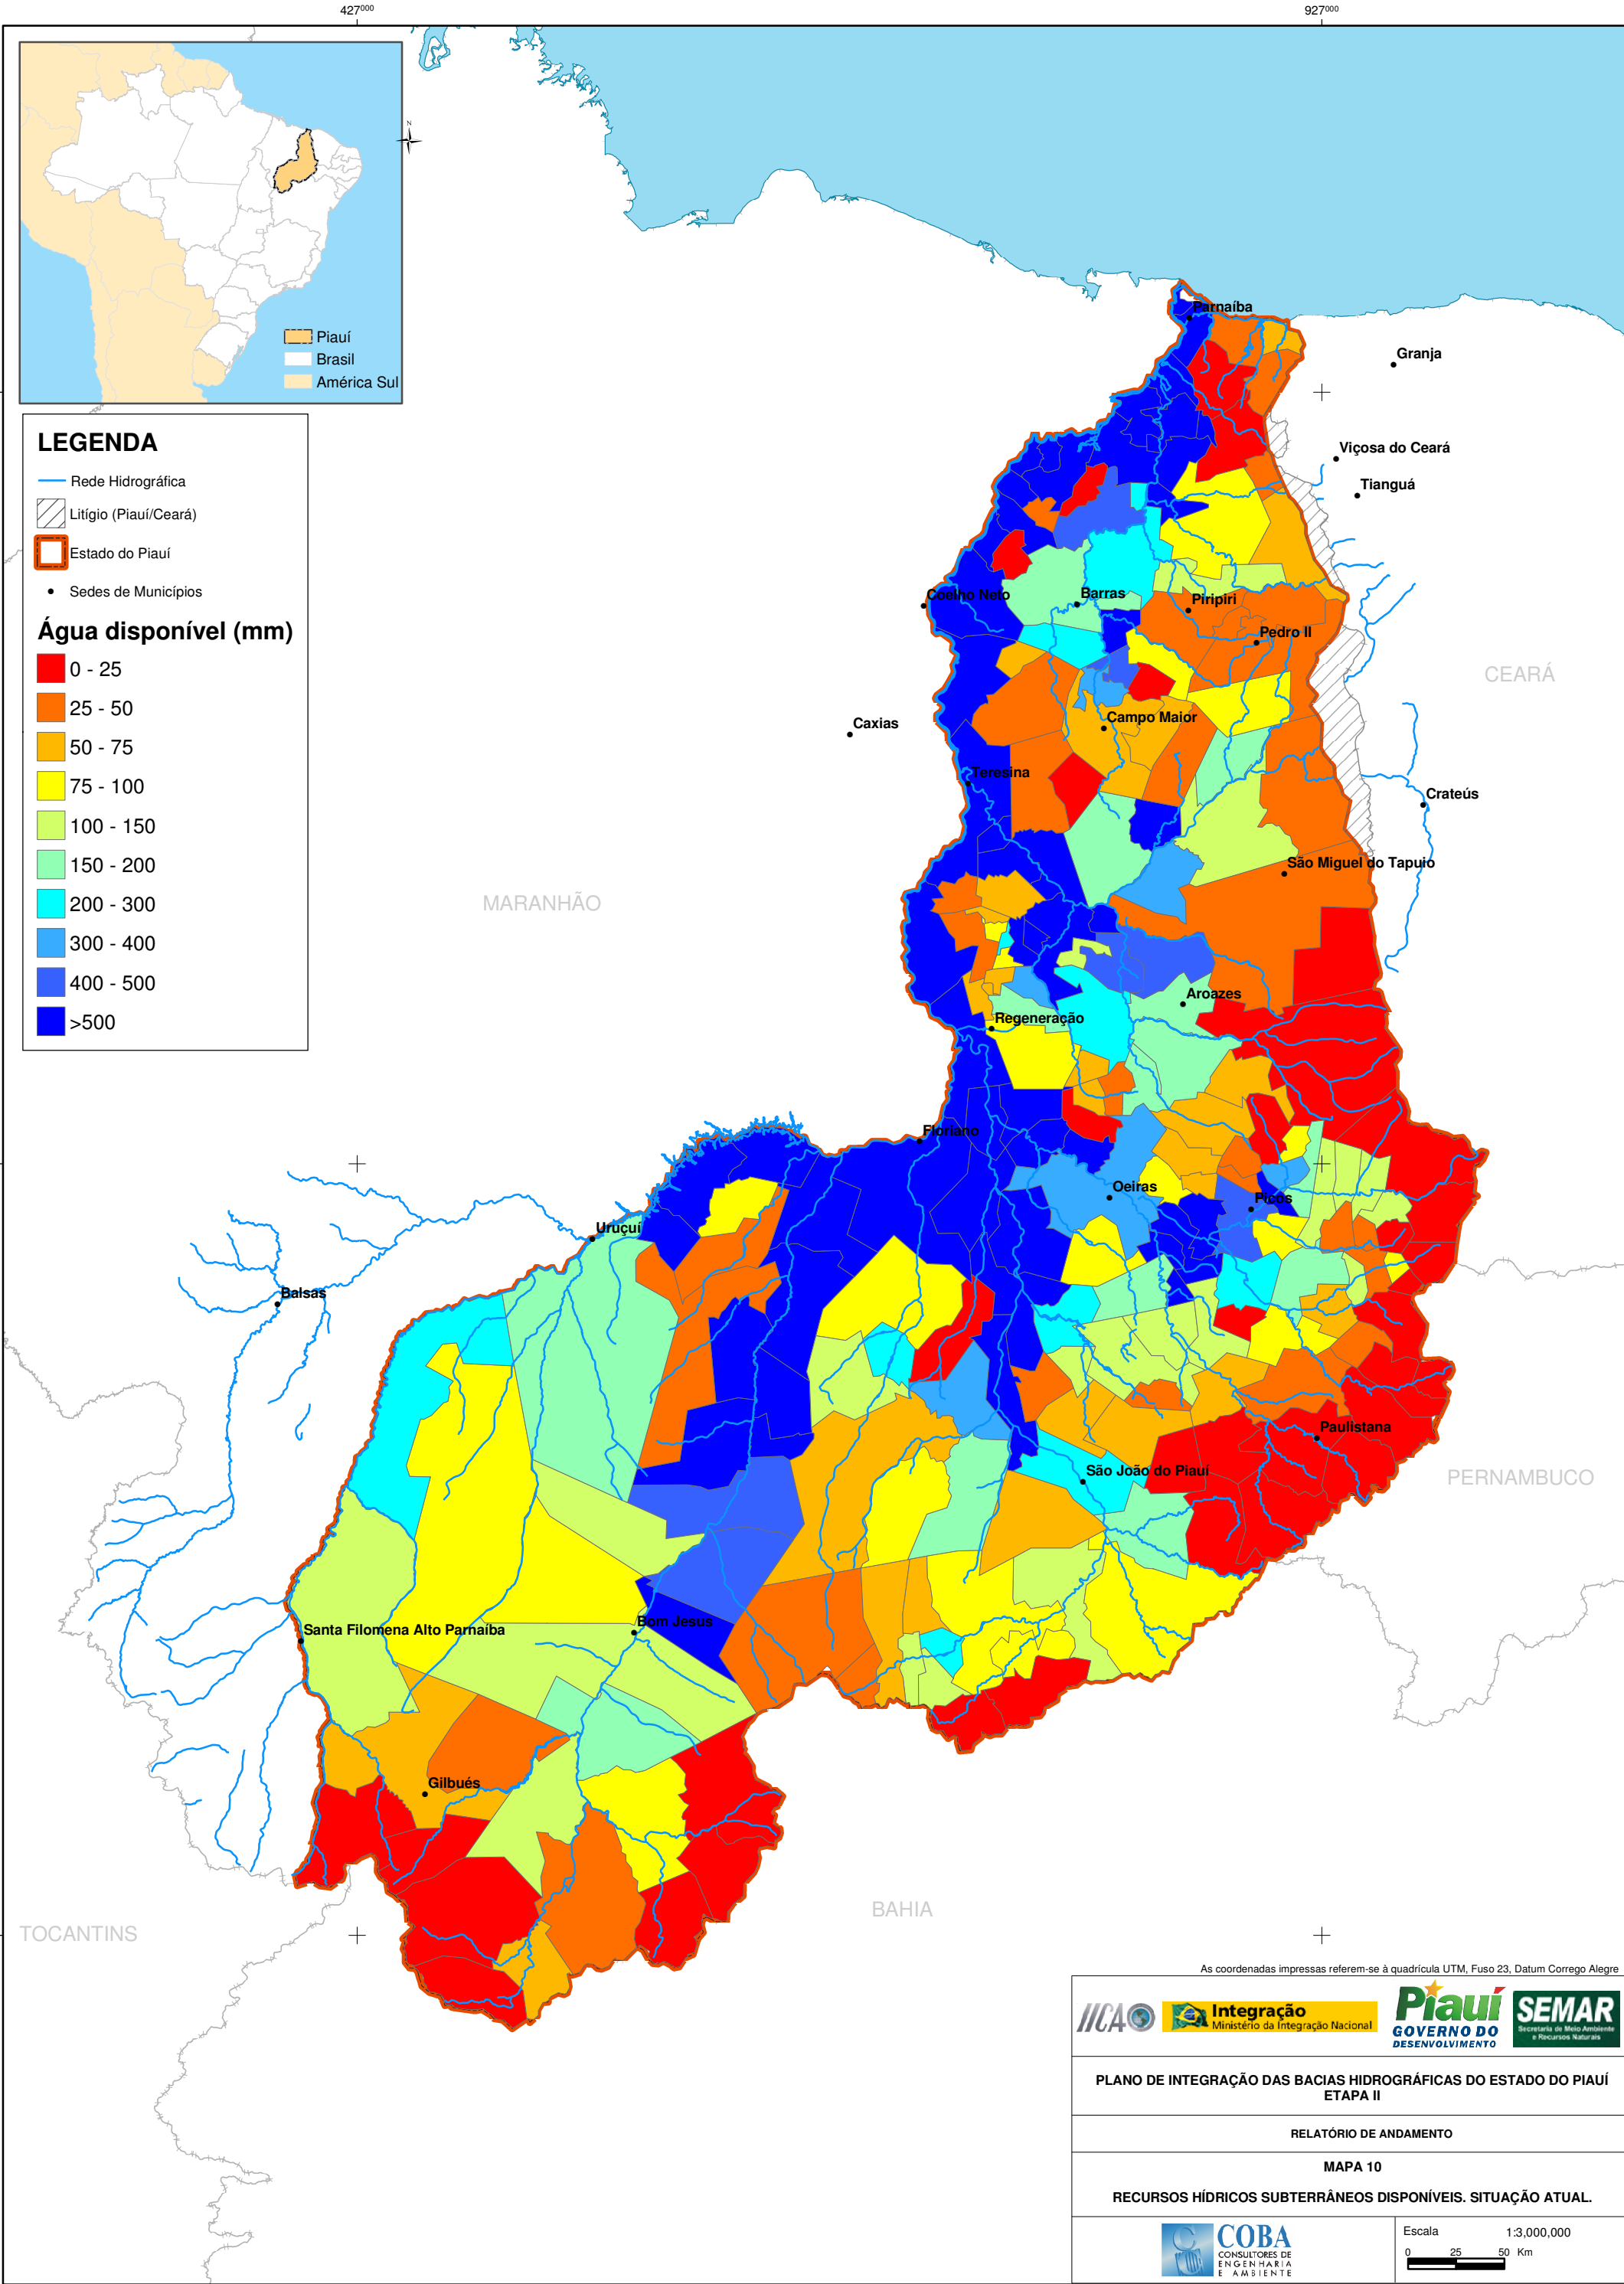 427000
927000
N
Piauí
Brasil
América Sul
LEGENDA
Rede Hidrográfica
Litígio (Piauí/Ceará)
Estado do Piauí
Sedes de Municípios
Água disponível (mm)
0 - 25
25 - 50
50 - 75
75 - 100
100 - 150
150 - 200
200 - 300
300 - 400
400 - 500
>500
Parnaíba
Granja
Viçosa do Ceará
Tianguá
Coelho Neto
Barras
Piripiri
Pedro II
CEARÁ
Caxias
Campo Maior
Teresina
Crateús
São Miguel do Tapuio
MARANHÃO
Aroazes
Regeneração
Floriano
Oeiras
Picos
Uruçuí
Balsas
Paulistana
São João do Piauí
PERNAMBUCO
Santa Filomena Alto Parnaíba
Bom Jesus
Gilbués
BAHIA
TOCANTINS
As coordenadas impressas referem-se à quadrícula UTM, Fuso 23, Datum Corrego Alegre
IICA
Integração
Ministério da Integração Nacional
Piauí
GOVERNO DO
DESENVOLVIMENTO
SEMAR
Secretaria de Meio Ambiente
e Recursos Naturais
PLANO DE INTEGRAÇÃO DAS BACIAS HIDROGRÁFICAS DO ESTADO DO PIAUÍ
ETAPA II
RELATÓRIO DE ANDAMENTO
MAPA 10
RECURSOS HÍDRICOS SUBTERRÂNEOS DISPONÍVEIS. SITUAÇÃO ATUAL.
COBA
CONSULTORES DE
ENGENHARIA
E AMBIENTE
Escala 1:3,000,000
0 25 50 Km